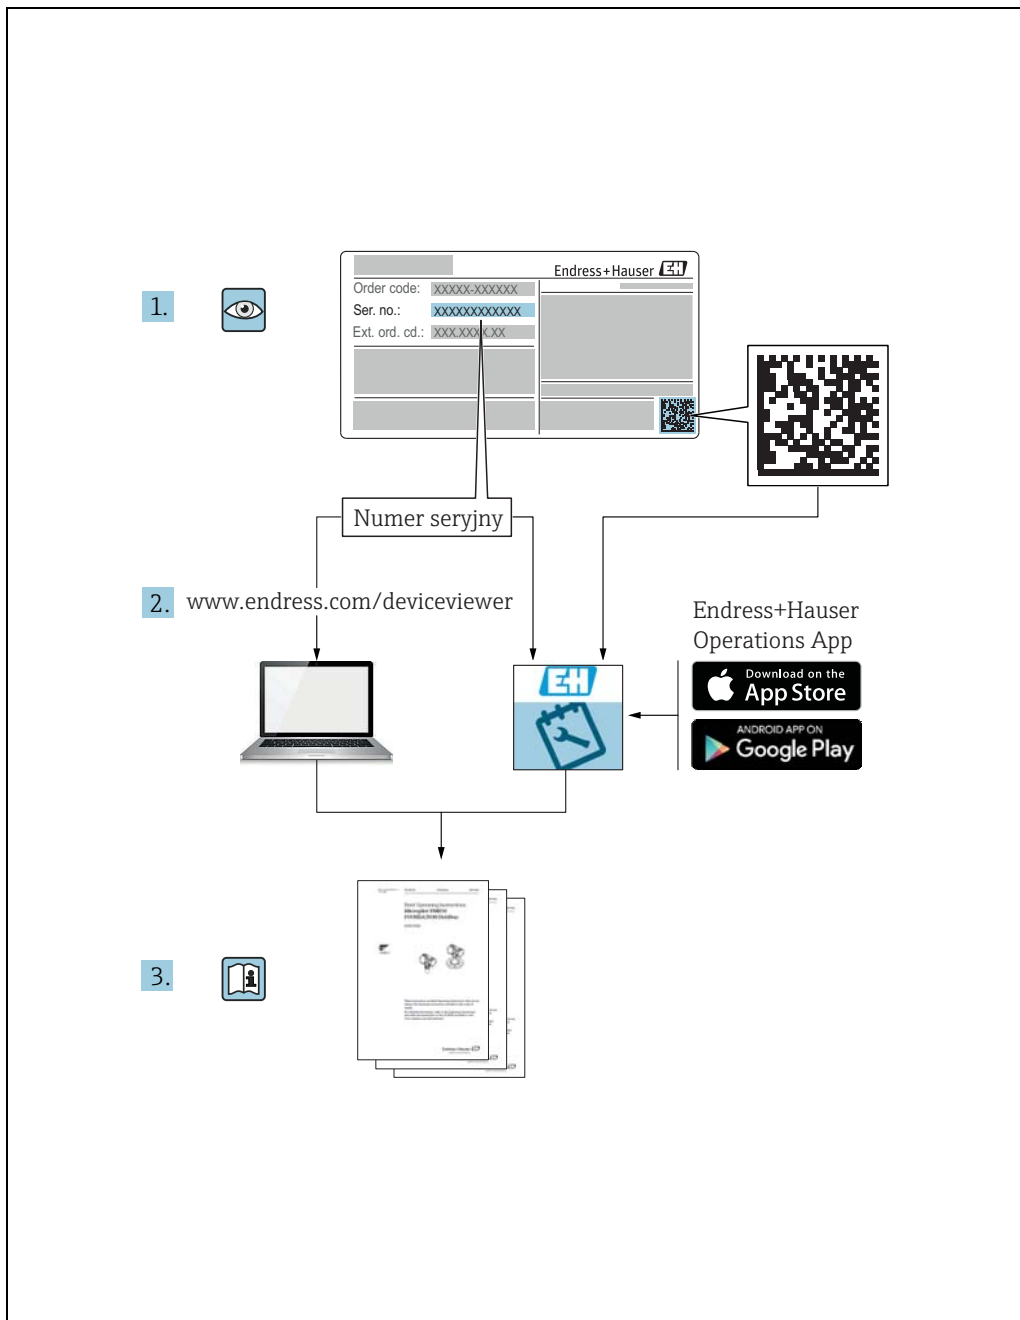 Endress+Hauser EH
Order code: XXXXX-XXXXXX
Ser. no.: XXXXXXXXXXXX
Ext. ord. cd.: XXX.XXXX.XX
1.
Numer seryjny
2. www.endress.com/deviceviewer
Endress+Hauser
Operations App
Download on the
App Store
EH
ANDROID APP ON
Google Play
3.